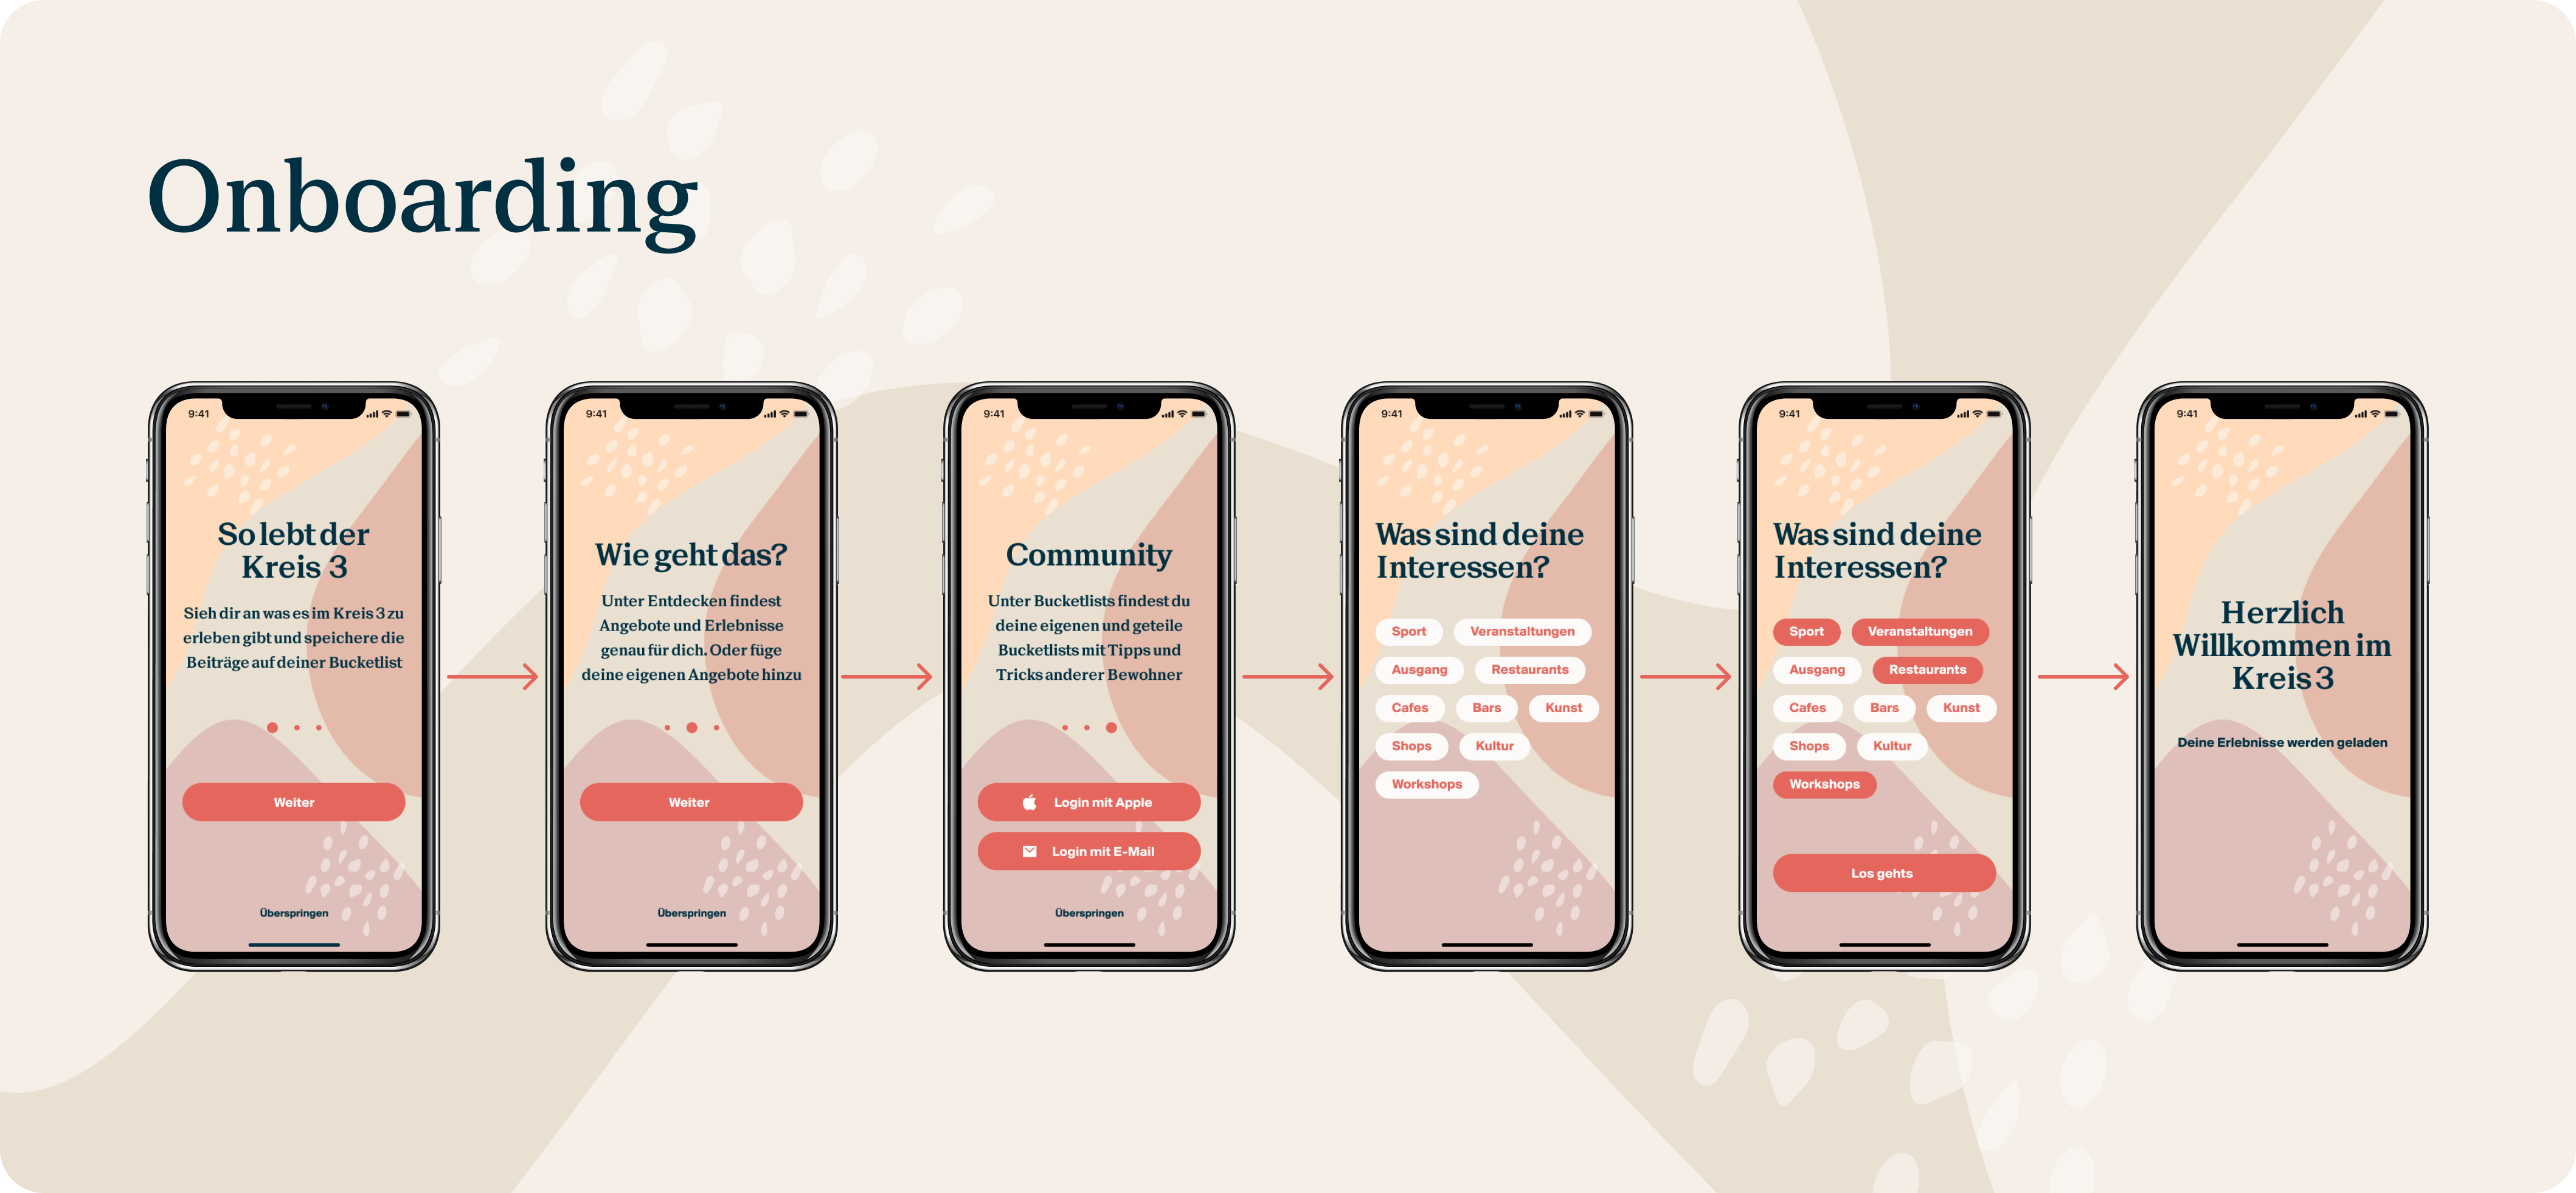 Onboarding
9:41
So lebt der
Kreis 3
Sieh dir an was es im Kreis 3 zu
erleben gibt und speichere die
Beiträge auf deiner Bucketlist
Weiter
Überspringen
9:41
Wie geht das?
Unter Entdecken findest
Angebote und Erlebnisse
genau für dich. Oder füge
deine eigenen Angebote hinzu
Weiter
Überspringen
9:41
Community
Unter Bucketlists findest du
deine eigenen und geteile
Bucketlists mit Tipps und
Tricks anderer Bewohner
Login mit Apple
Login mit E-Mail
Überspringen
9:41
Was sind deine
Interessen?
Sport Veranstaltungen
Ausgang Restaurants
Cafes Bars Kunst
Shops Kultur
Workshops
9:41
Was sind deine
Interessen?
Sport Veranstaltungen
Ausgang Restaurants
Cafes Bars Kunst
Shops Kultur
Workshops
Los gehts
9:41
Herzlich
Willkommen im
Kreis 3
Deine Erlebnisse werden geladen